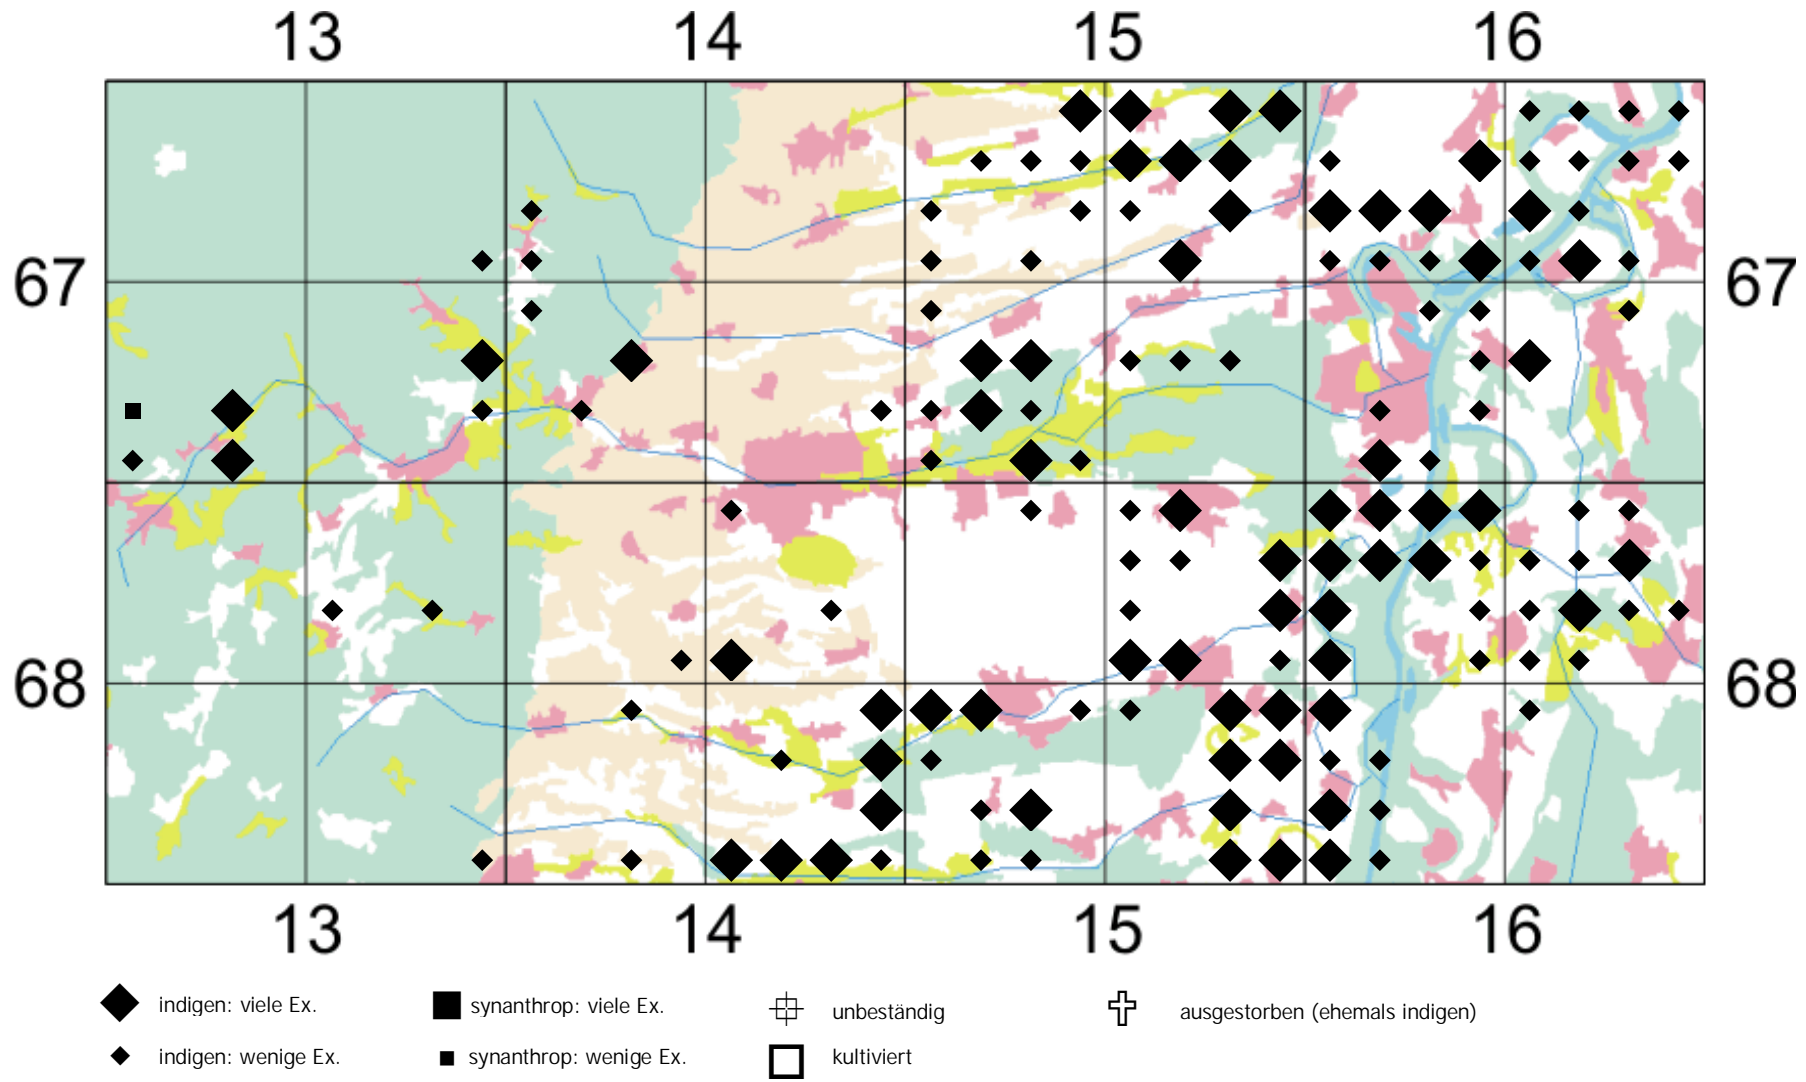 13 14 15 16
67 67
68 68
13 14 15 16
indigen: viele Ex. synanthrop: viele Ex. unbeständig ausgestorben (ehemals indigen)
indigen: wenige Ex. synanthrop: wenige Ex. kultiviert